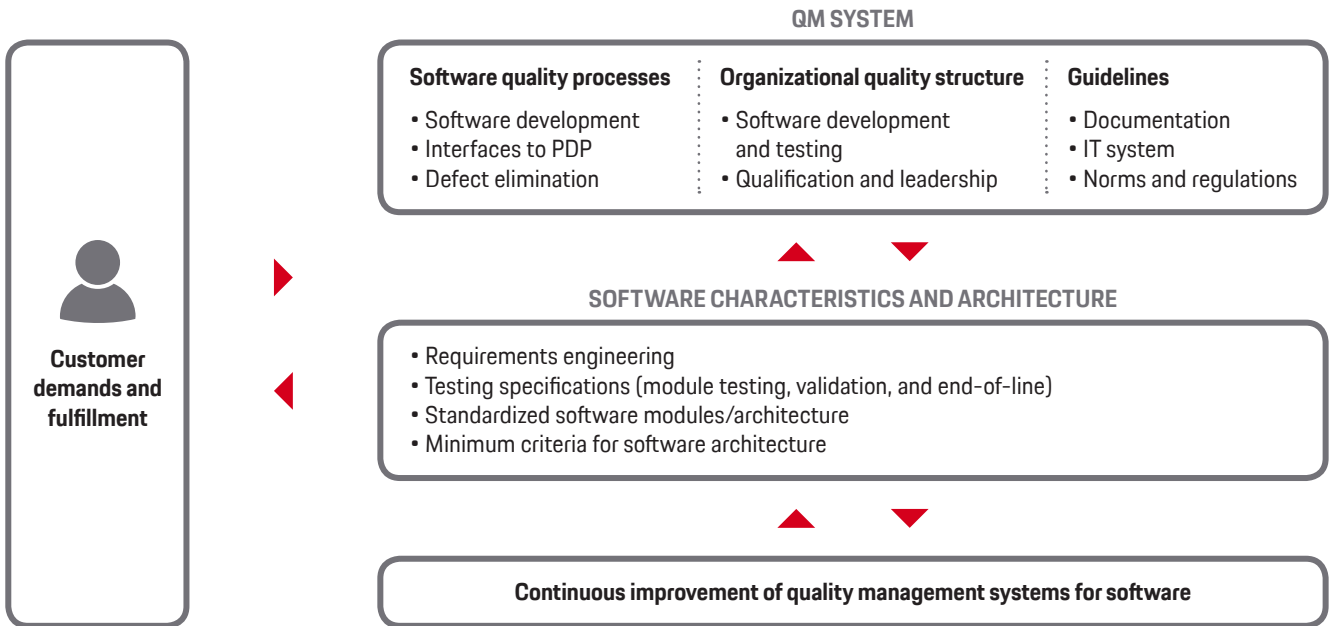 QM SYSTEM
Software quality processes
• Software development
• Interfaces to PDP
• Defect elimination
Organizational quality structure
• Software development
and testing
• Qualification and leadership
Guidelines
• Documentation
• IT system
• Norms and regulations
Customer
demands and
fulfillment
SOFTWARE CHARACTERISTICS AND ARCHITECTURE
• Requirements engineering
• Testing specifications (module testing, validation, and end-of-line)
• Standardized software modules/architecture
• Minimum criteria for software architecture
Continuous improvement of quality management systems for software